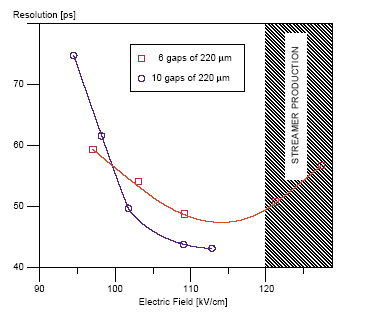 Resolution [ps]
6 gaps of 220 µm
10 gaps of 220 µm
STREAMER PRODUCTION
70
60
50
40
90
100
110
120
Electric Field [kV/cm]